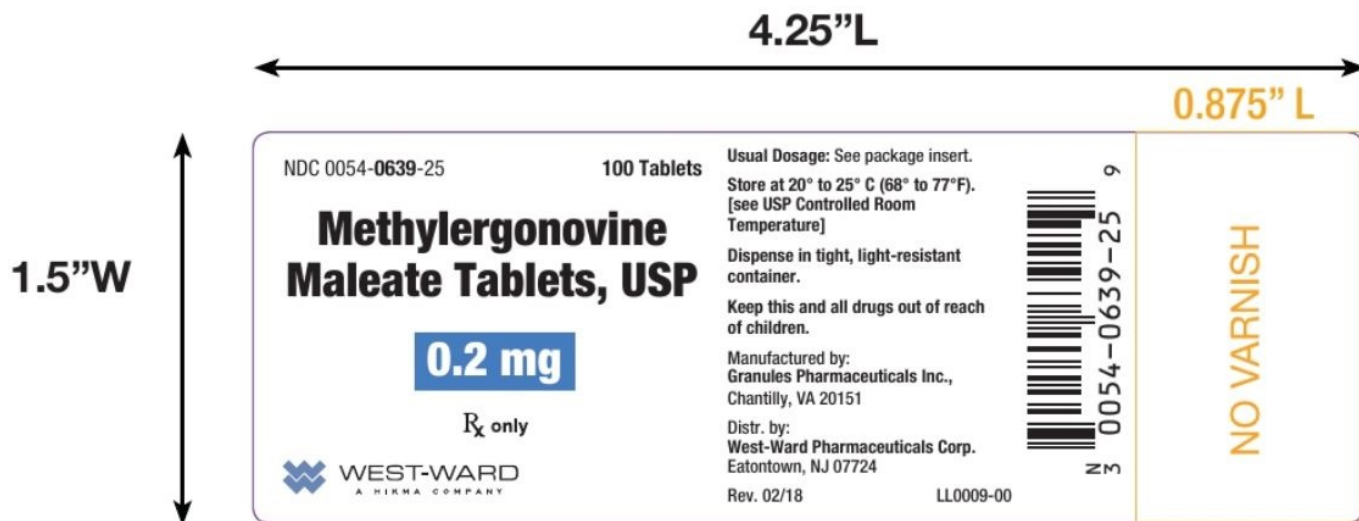 4.25”L
0.875” L
1.5”W
NDC 0054-0639-25
100 Tablets
Methylergonovine
Maleate Tablets, USP
0.2 mg
Rx only
WEST-WARD
A HIKMA COMPANY
Usual Dosage: See package insert.
Store at 20° to 25° C (68° to 77°F).
[see USP Controlled Room
Temperature]
Dispense in tight, light-resistant
container.
Keep this and all drugs out of reach
of children.
Manufactured by:
Granules Pharmaceuticals Inc.,
Chantilly, VA 20151
Distr. by:
West-Ward Pharmaceuticals Corp.
Eatontown, NJ 07724
Rev. 02/18
LL0009-00
N
3 0054-0639-25 9
NO VARNISH